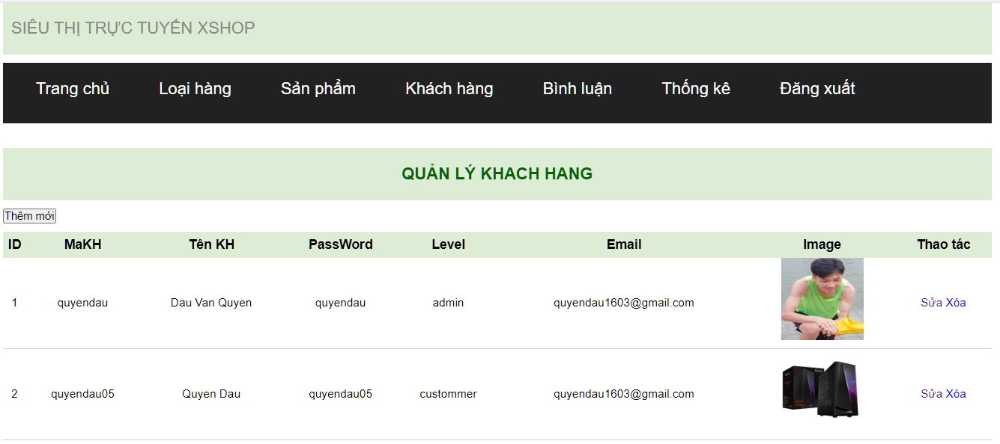 SIÊU THỊ TRỰC TUYẾN XSHOP
Trang chủ Loại hàng Sản phẩm Khách hàng Bình luận Thống kê Đăng xuất
QUẢN LÝ KHACH HANG
Thêm mới
ID MaKH Tên KH PassWord Level Email Image Thao tác
1 quyendau Dau Van Quyen quyendau admin quyendau1603@gmail.com Sửa Xóa
2 quyendau05 Quyen Dau quyendau05 custommer quyendau1603@gmail.com Sửa Xóa